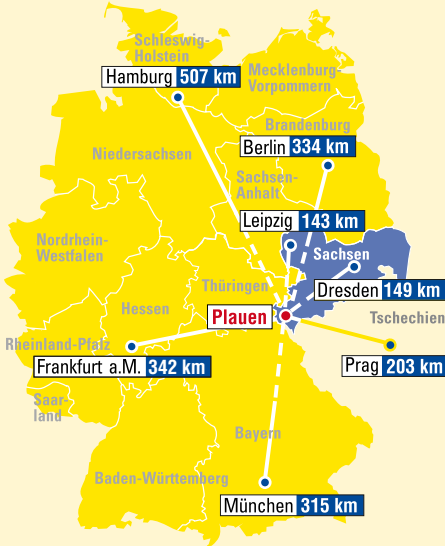 Schleswig-
Holstein
Hamburg 507 km
Mecklenburg-
Vorpommern
Brandenburg
Berlin 334 km
Niedersachsen
Sachsen-
Anhalt
Leipzig 143 km
Nordrhein-
Westfalen
Sachsen
Thüringen
Dresden 149 km
Hessen
Plauen
Tschechien
Rheinland-Pfalz
Frankfurt a.M. 342 km
Prag 203 km
Saar-
land
Bayern
Baden-Württemberg
München 315 km